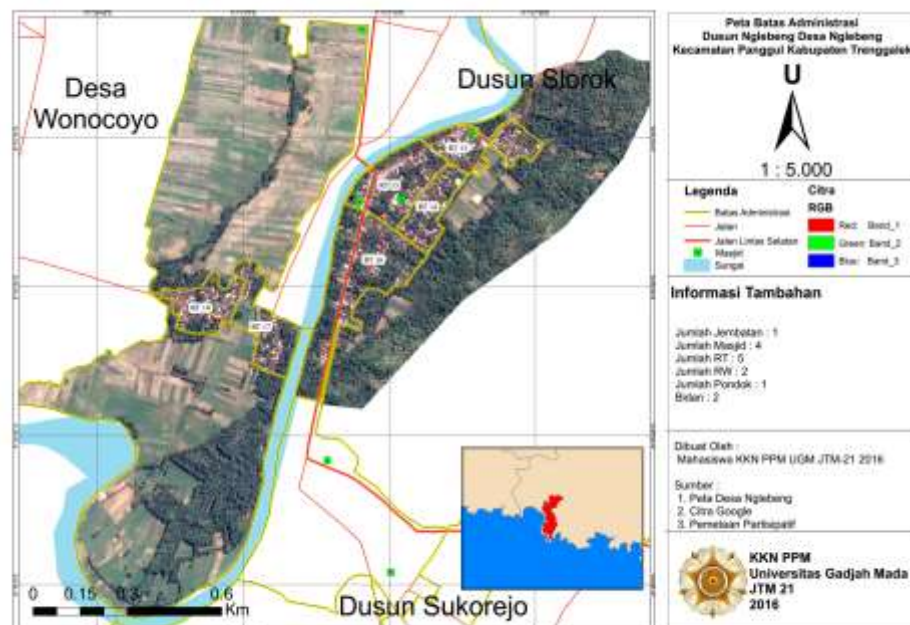 Peta Batas Administrasi
Dusun Nglebeng Desa Nglebeng
Kecamatan Panggul Kabupaten Trenggalek
U
1 : 5.000
Legenda
Batas Administrasi
Jalan
Jalan Lintas Selatan
Masjid
Sungai
Citra
RGB
Red: Band_1
Green: Band_2
Blue: Band_3
Informasi Tambahan
Jumlah Jembatan : 1
Jumlah Masjid : 4
Jumlah RT : 5
Jumlah RW : 2
Jumlah Pondok : 1
Bidan : 2
Dibuat Oleh :
Mahasiswa KKN PPM UGM JTM-21 2016
Sumber :
1. Peta Desa Nglebeng
2. Citra Google
3. Pemetaan Partisipatif
KKN PPM
Universitas Gadjah Mada
JTM 21
2016
Desa
Wonocoyo
Dusun Slorok
Dusun Sukorejo
0 0.15 0.3 0.6
Km